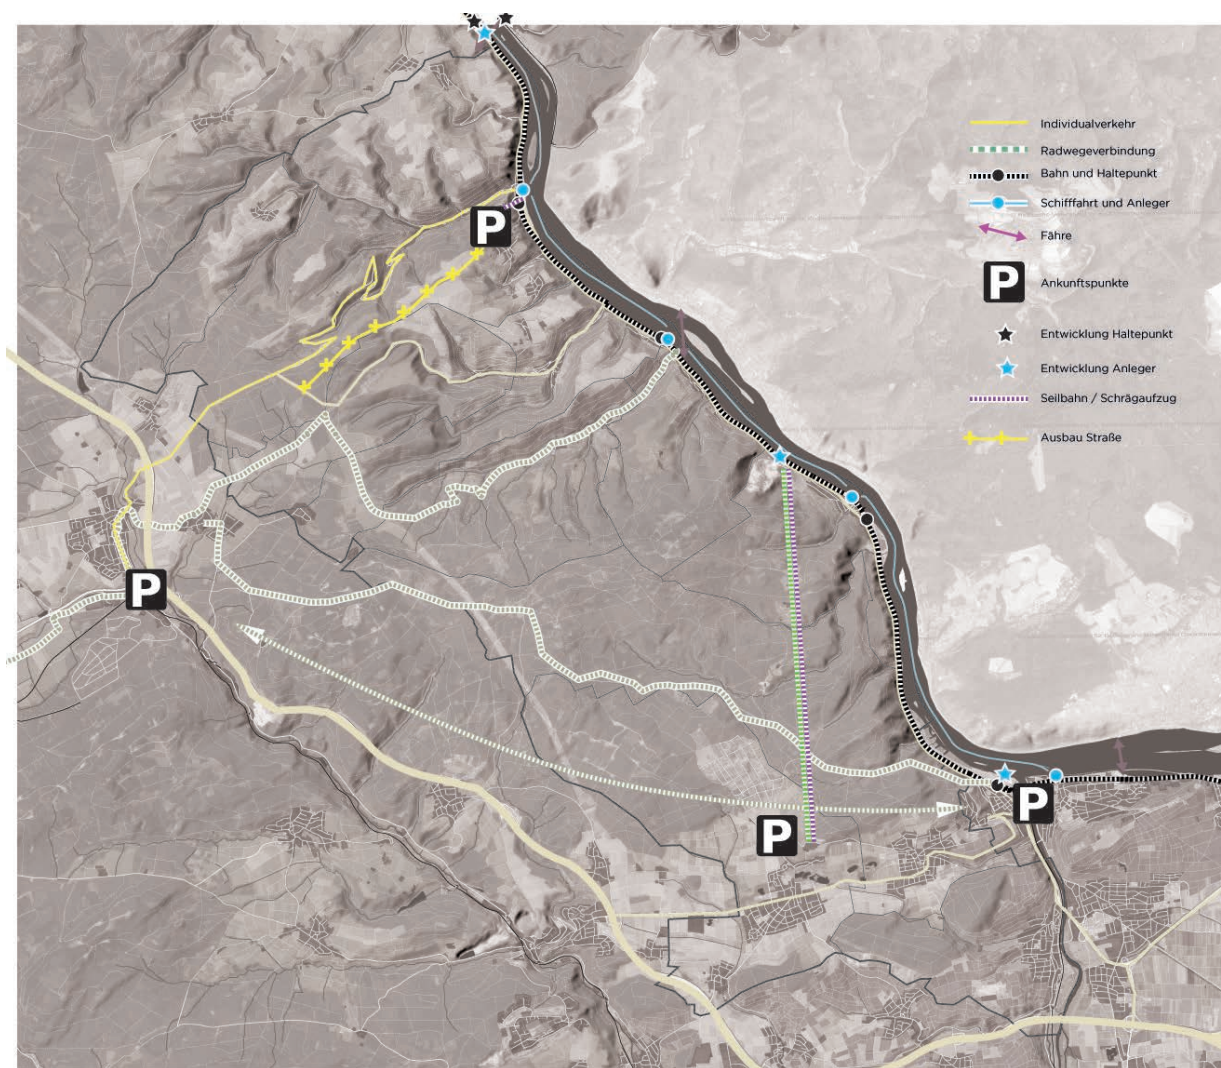 Individualverkehr
Radwegeverbindung
Bahn und Haltepunkt
Schifffahrt und Anleger
Fähre
P Ankunftspunkte
Entwicklung Haltepunkt
Entwicklung Anleger
Seilbahn / Schrägaufzug
Ausbau Straße
P
P
P
P